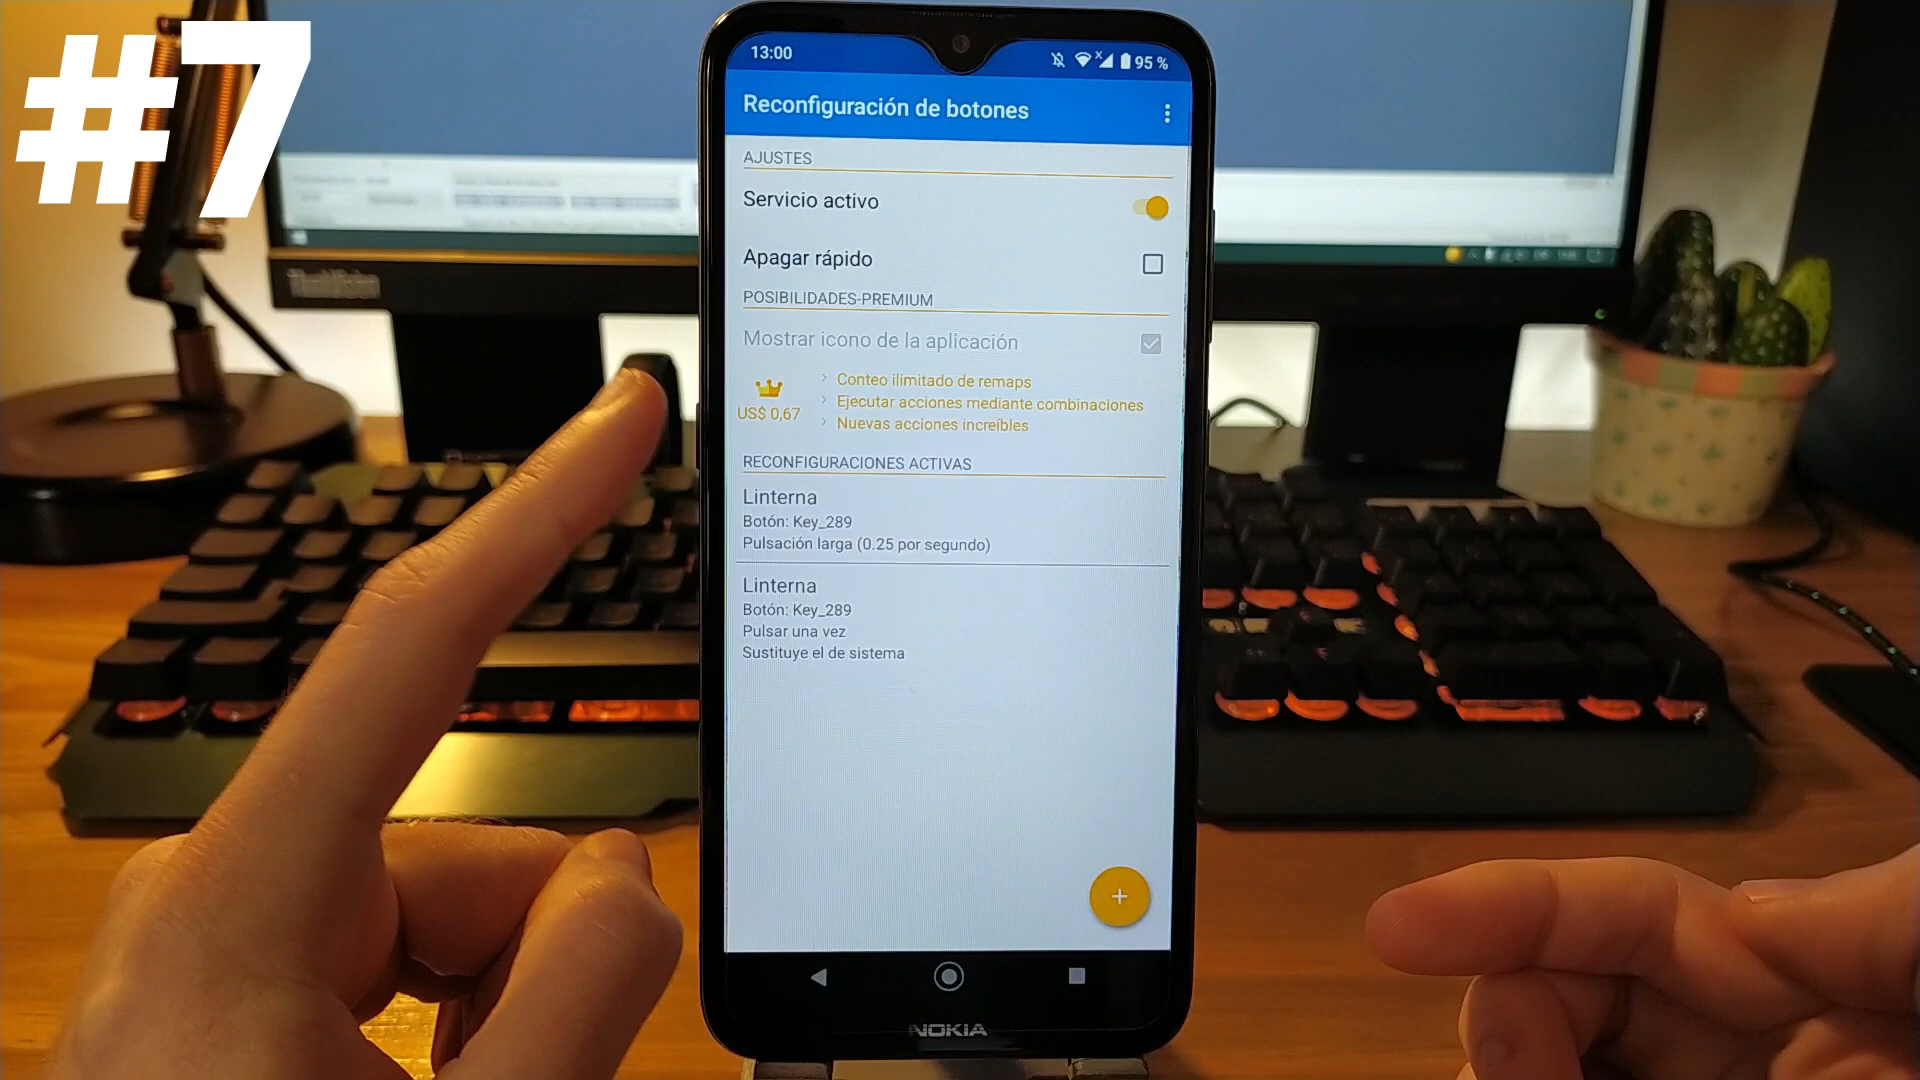 #7
13:00
95 %
Reconfiguración de botones
AJUSTES
Servicio activo
Apagar rápido
POSIBILIDADES-PREMIUM
Mostrar icono de la aplicación
> Conteo ilimitado de remaps
> Ejecutar acciones mediante combinaciones
US$ 0,67
> Nuevas acciones increíbles
RECONFIGURACIONES ACTIVAS
Linterna
Botón: Key_289
Pulsación larga (0.25 por segundo)
Linterna
Botón: Key_289
Pulsar una vez
Sustituye el de sistema
+
NOKIA
ThinkVision